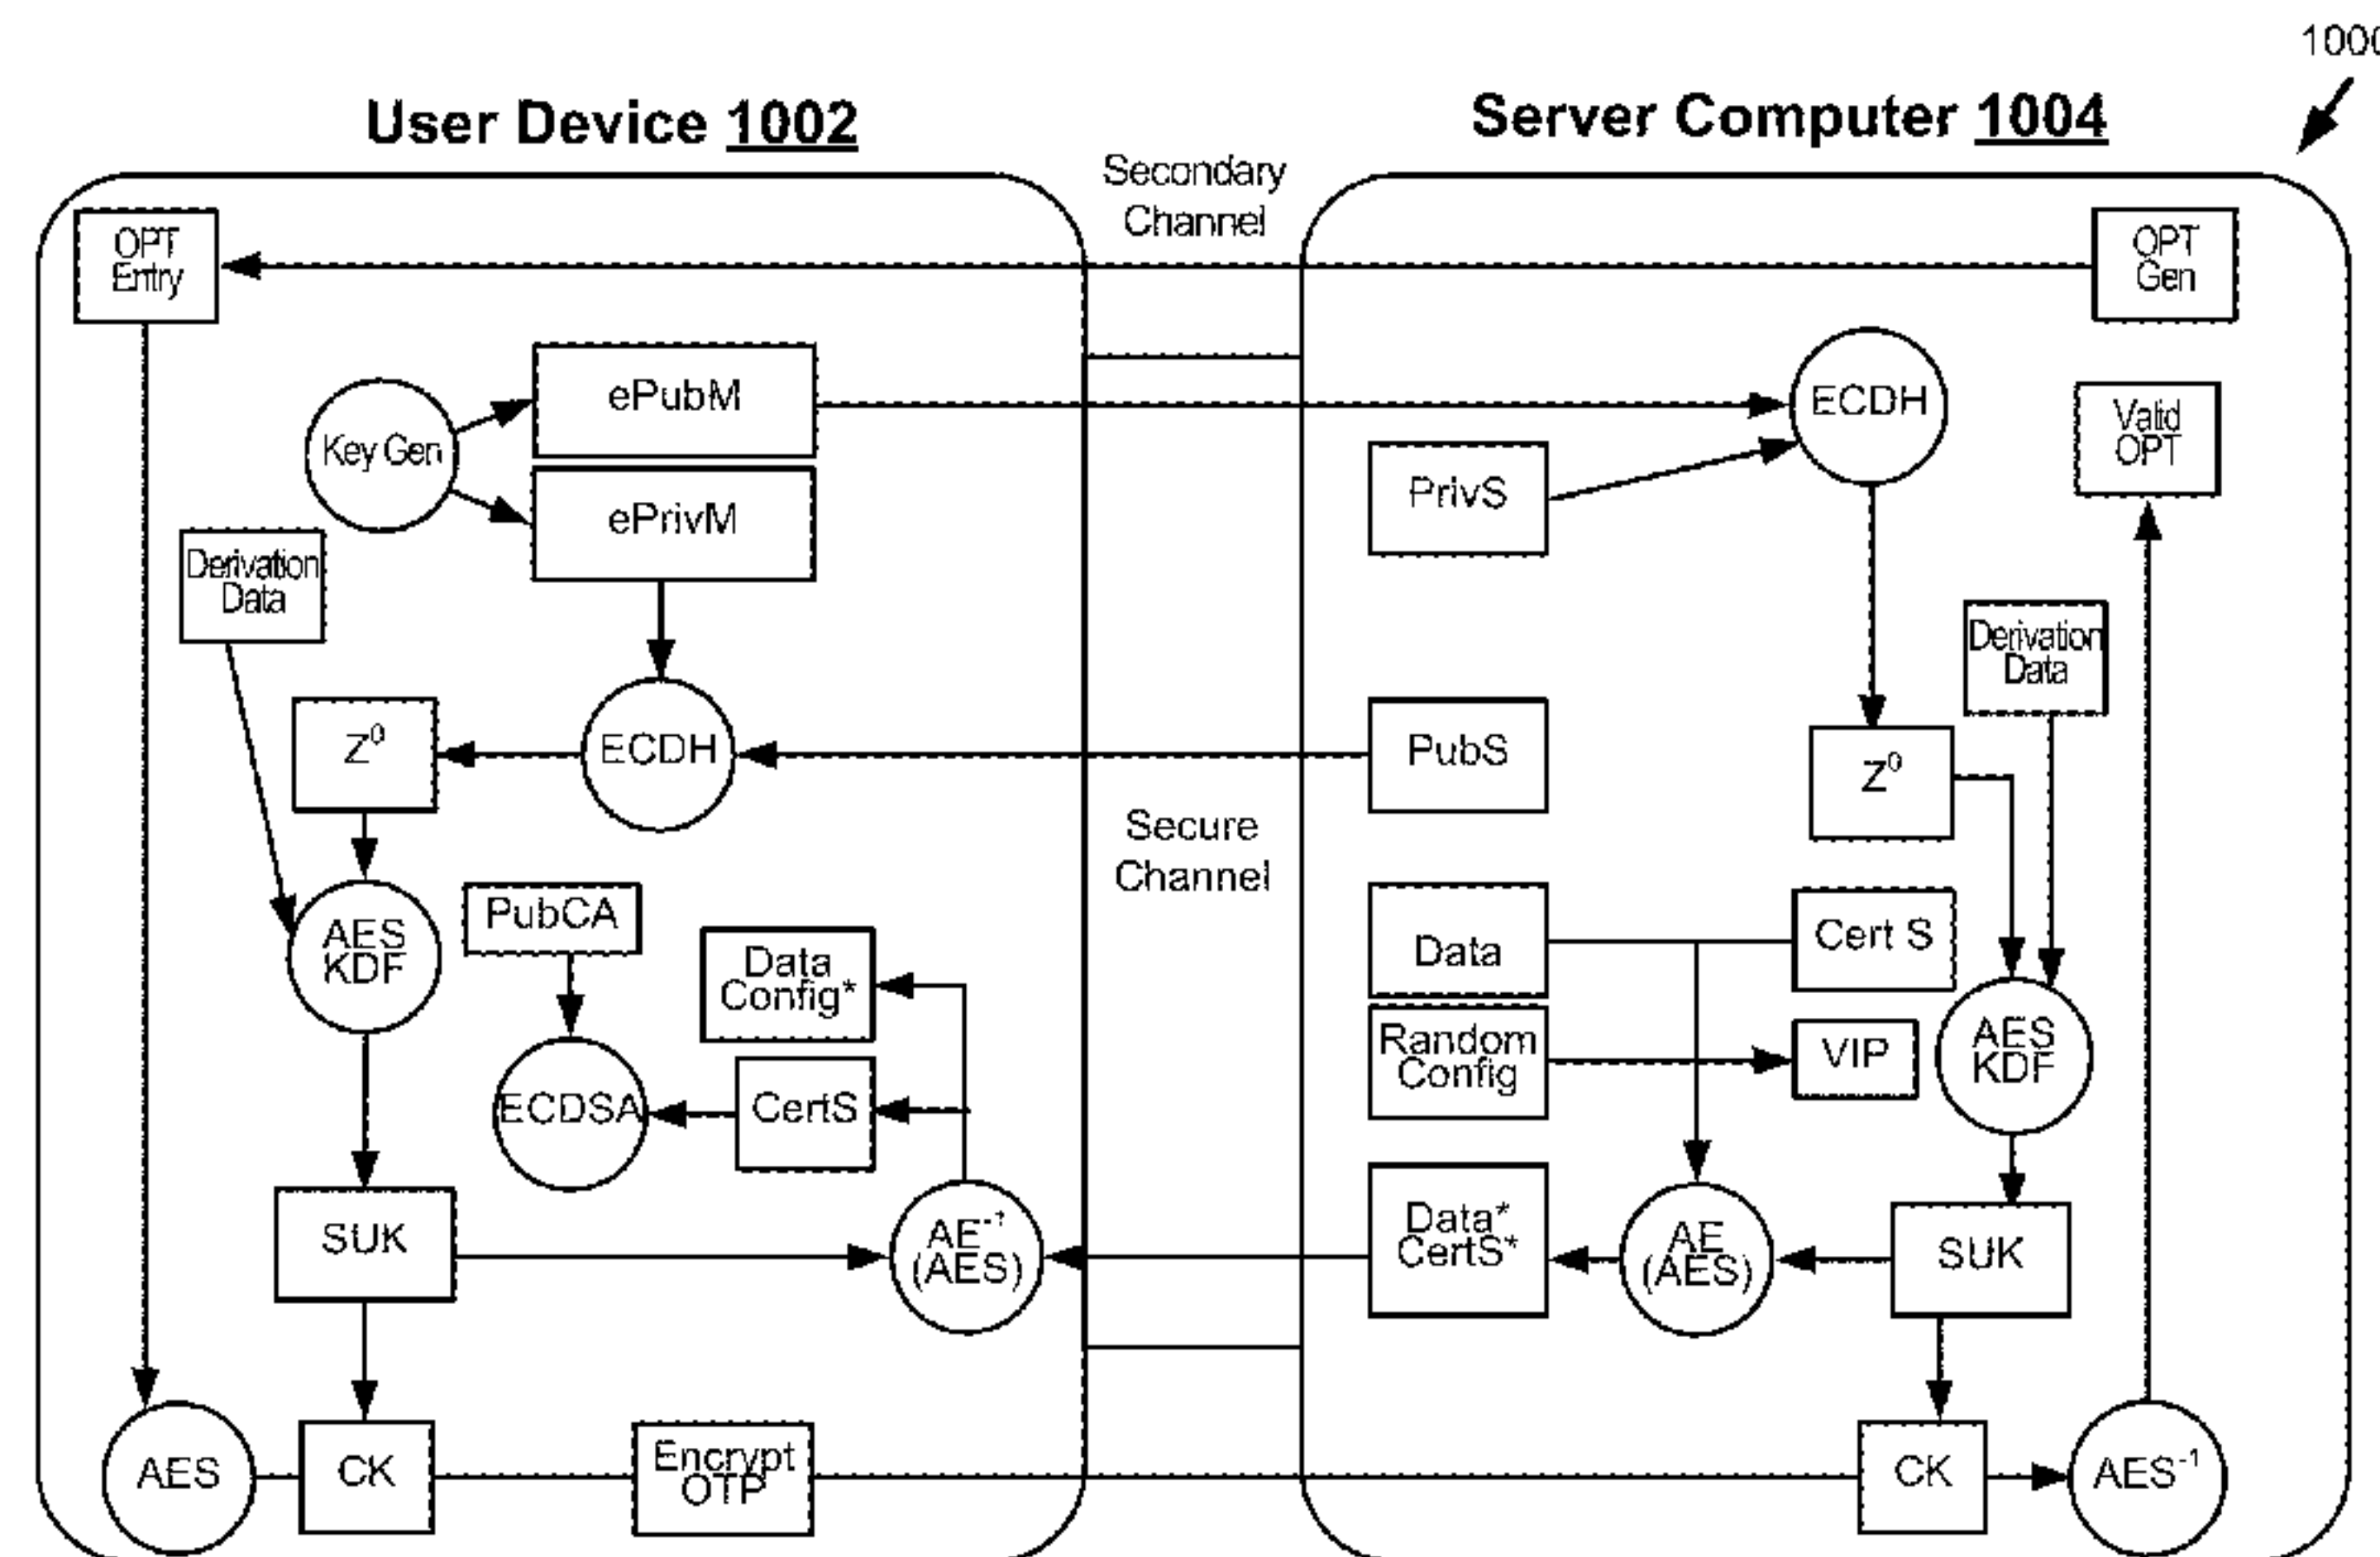 1000
User Device 1002
Server Computer 1004
Secondary
Channel
OPT
Entry
OPT
Gen
ePubM
ECDH
Valid
OPT
Key Gen
PrivS
ePrivM
Derivation
Data
Derivation
Data
Z⁰
ECDH
PubS
Z⁰
Secure
Channel
PubCA
AES
KDF
Data
Config*
Data
Cert S
Random
Config
VIP
AES
KDF
ECDSA
CertS
SUK
AE⁻¹
(AES)
Data*
CertS*
AE
(AES)
SUK
AES
CK
Encrypt
OTP
CK
AES⁻¹